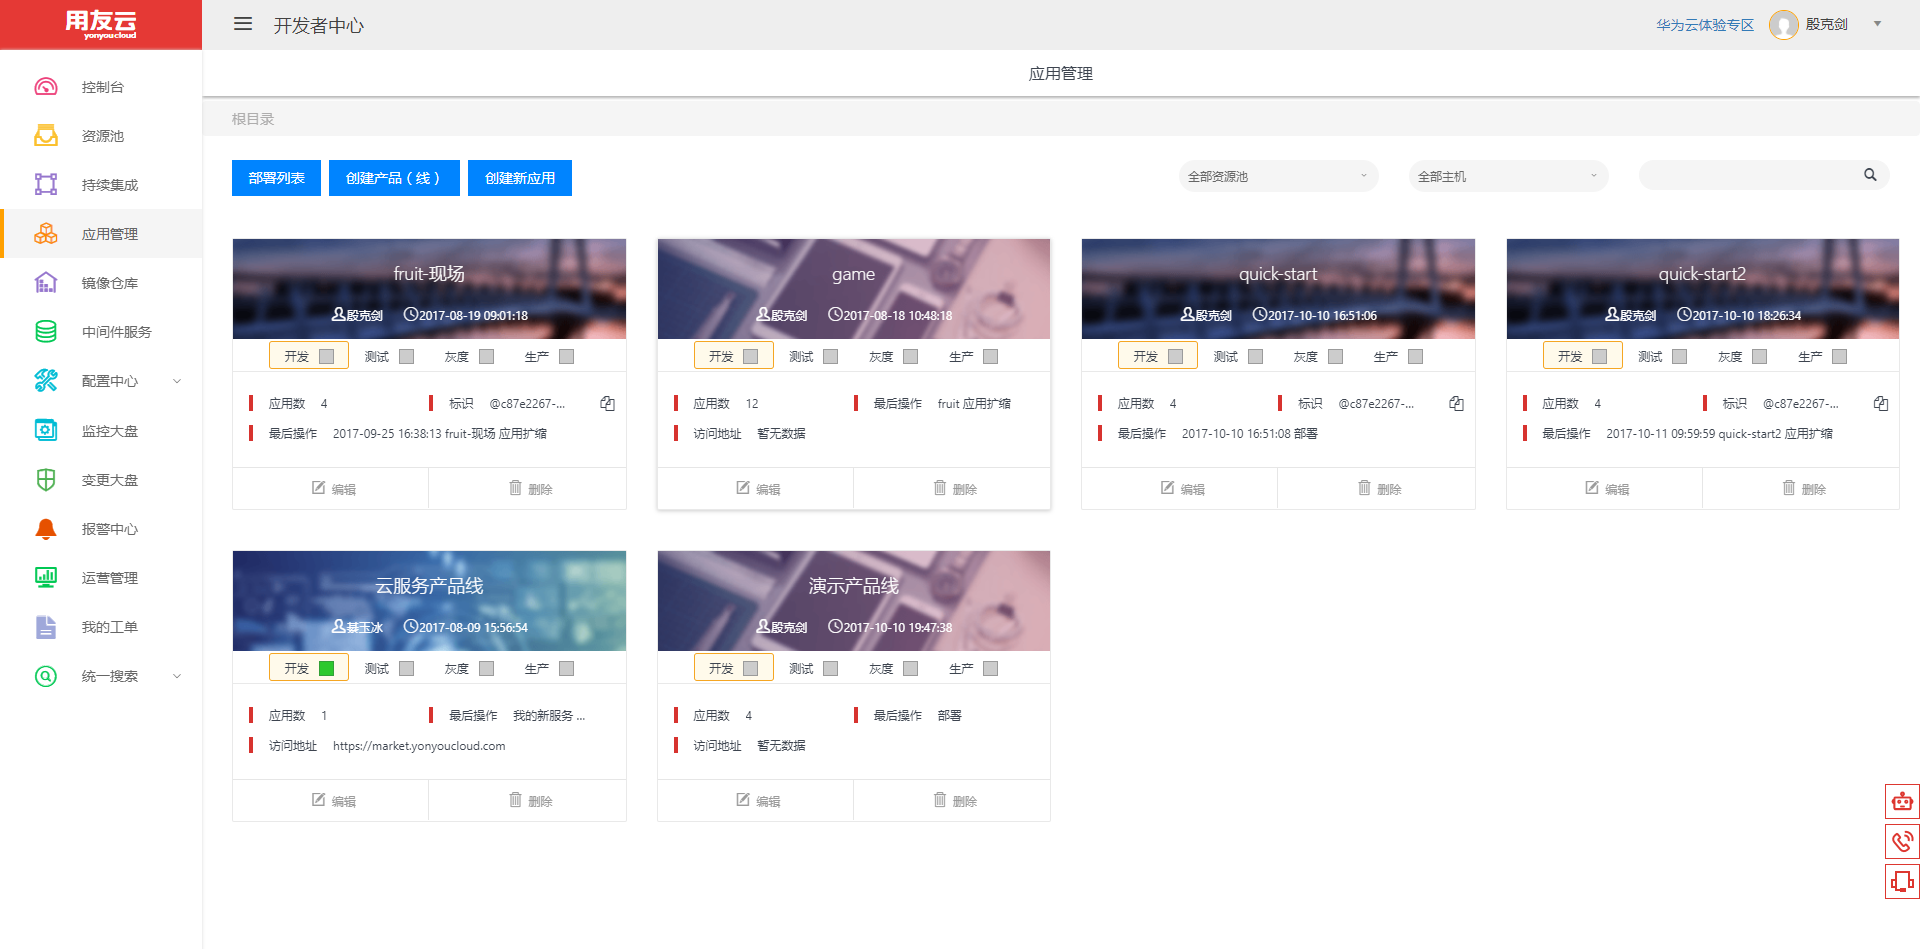 用友云
yonyoucloud
开发者中心
华为云体验专区
殷克剑
控制台
资源池
持续集成
应用管理
镜像仓库
中间件服务
配置中心
监控大盘
变更大盘
报警中心
运营管理
我的工单
统一搜索
应用管理
根目录
部署列表 创建产品（线） 创建新应用
全部资源池 全部主机
fruit-现场
殷克剑 2017-08-19 09:01:18
开发 测试 灰度 生产
应用数 4 标识 @c87e2267-...
最后操作 2017-09-25 16:38:13 fruit-现场 应用扩缩
编辑 删除
game
殷克剑 2017-08-18 10:48:18
开发 测试 灰度 生产
应用数 12 最后操作 fruit 应用扩缩
访问地址 暂无数据
编辑 删除
quick-start
殷克剑 2017-10-10 16:51:06
开发 测试 灰度 生产
应用数 4 标识 @c87e2267-...
最后操作 2017-10-10 16:51:08 部署
编辑 删除
quick-start2
殷克剑 2017-10-10 18:26:34
开发 测试 灰度 生产
应用数 4 标识 @c87e2267-...
最后操作 2017-10-11 09:59:59 quick-start2 应用扩缩
编辑 删除
云服务产品线
綦玉冰 2017-08-09 15:56:54
开发 测试 灰度 生产
应用数 1 最后操作 我的新服务 ...
访问地址 https://market.yonyoucloud.com
编辑 删除
演示产品线
殷克剑 2017-10-10 19:47:38
开发 测试 灰度 生产
应用数 4 最后操作 部署
访问地址 暂无数据
编辑 删除